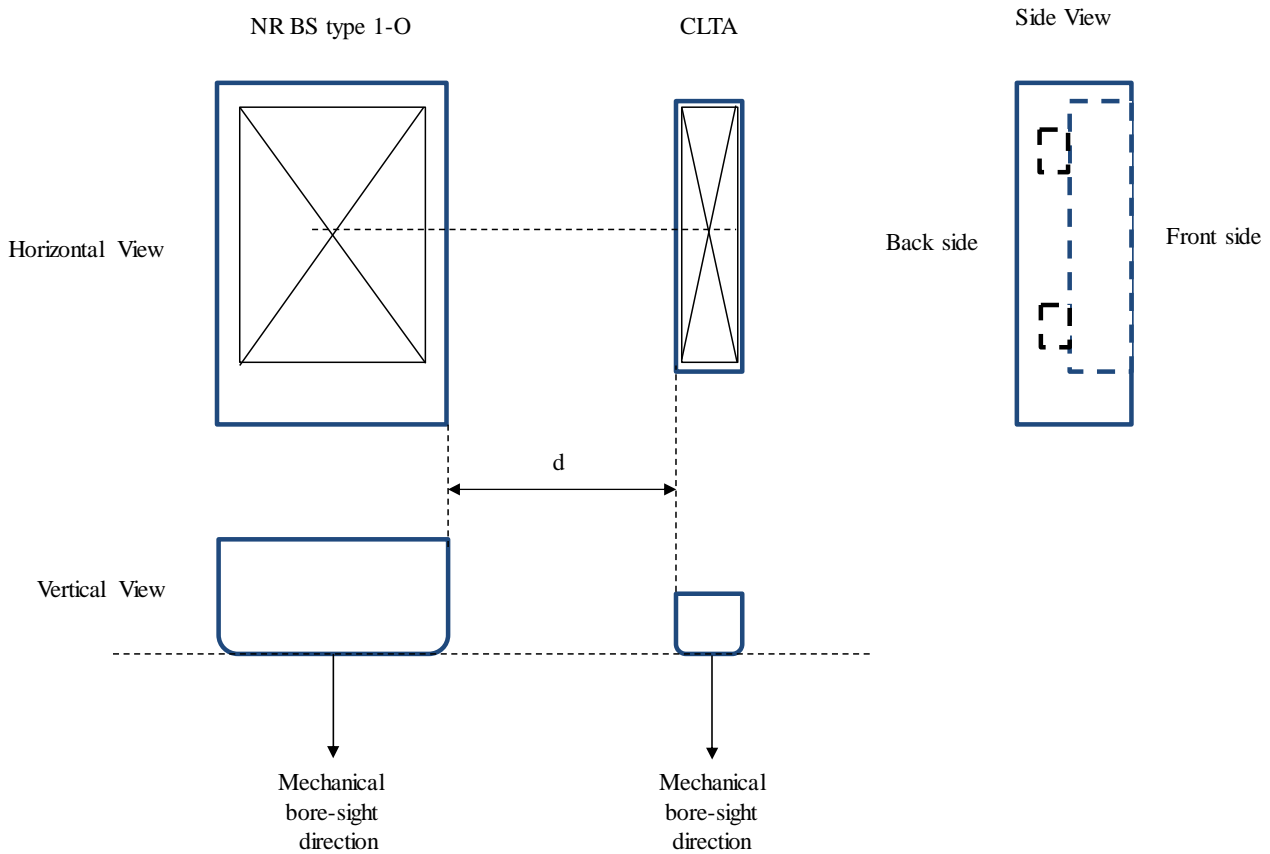 NR BS type 1-O
CLTA
Side View
Horizontal View
Back side
Front side
d
Vertical View
Mechanical
bore-sight
direction
Mechanical
bore-sight
direction